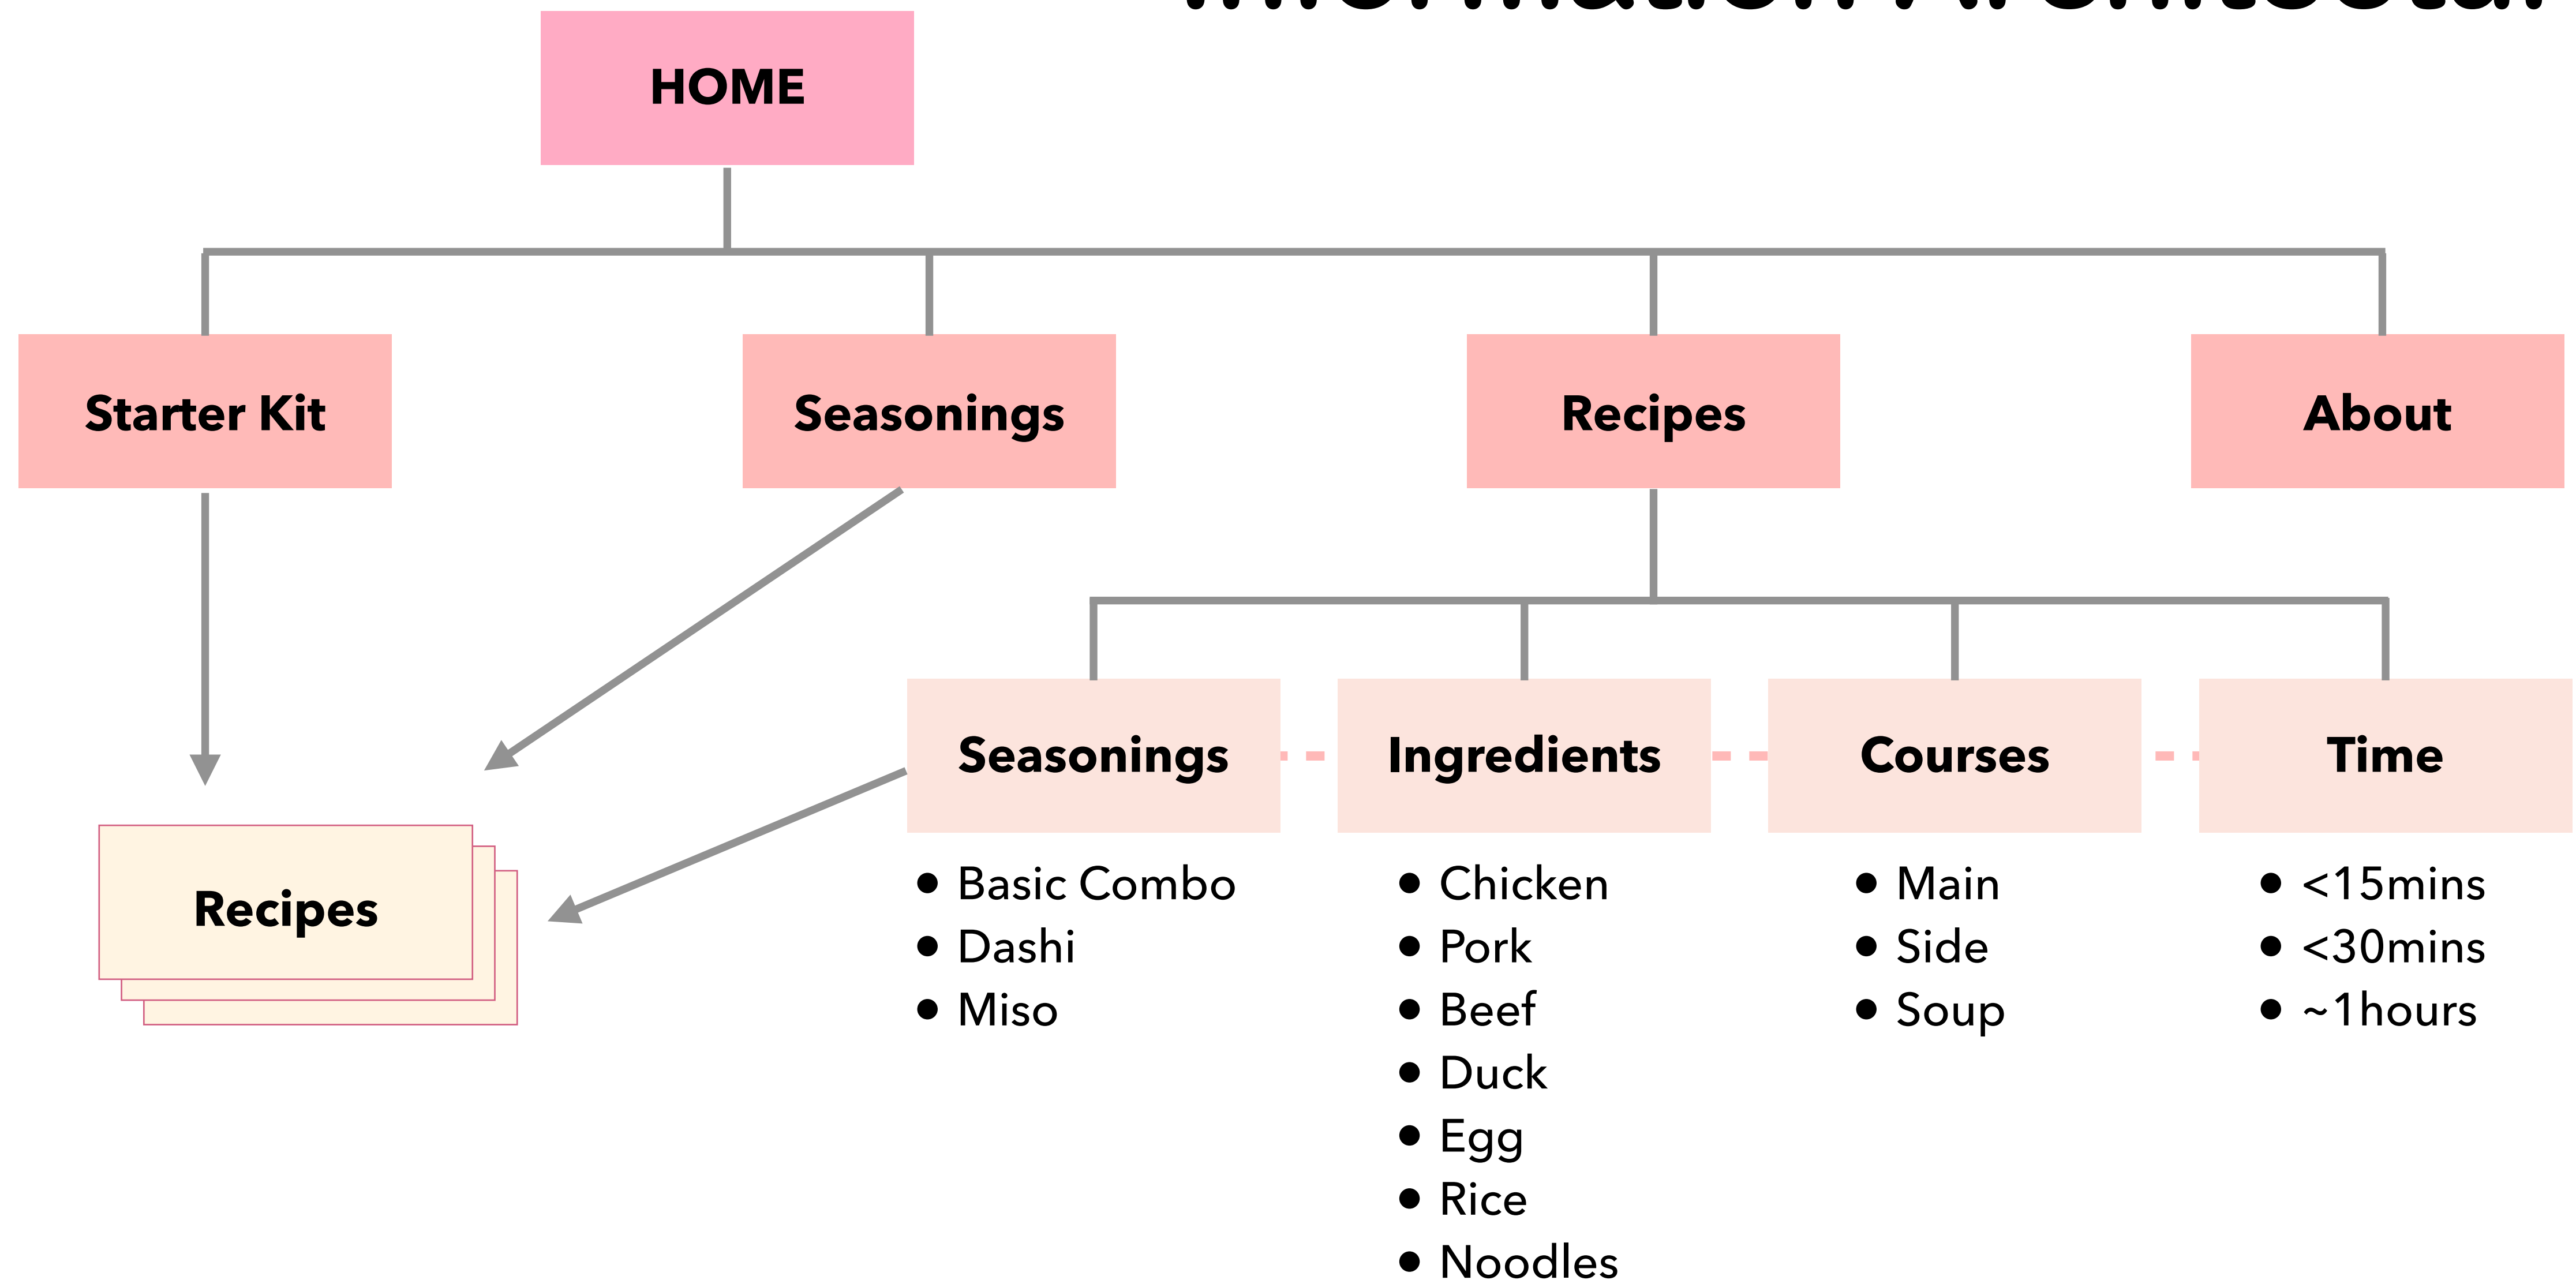 HOME
Starter Kit
Seasonings
Recipes
About
Seasonings
Ingredients
Courses
Time
Recipes
• Basic Combo
• Dashi
• Miso
• Chicken
• Pork
• Beef
• Duck
• Egg
• Rice
• Noodles
• Main
• Side
• Soup
• <15mins
• <30mins
• ~1hours